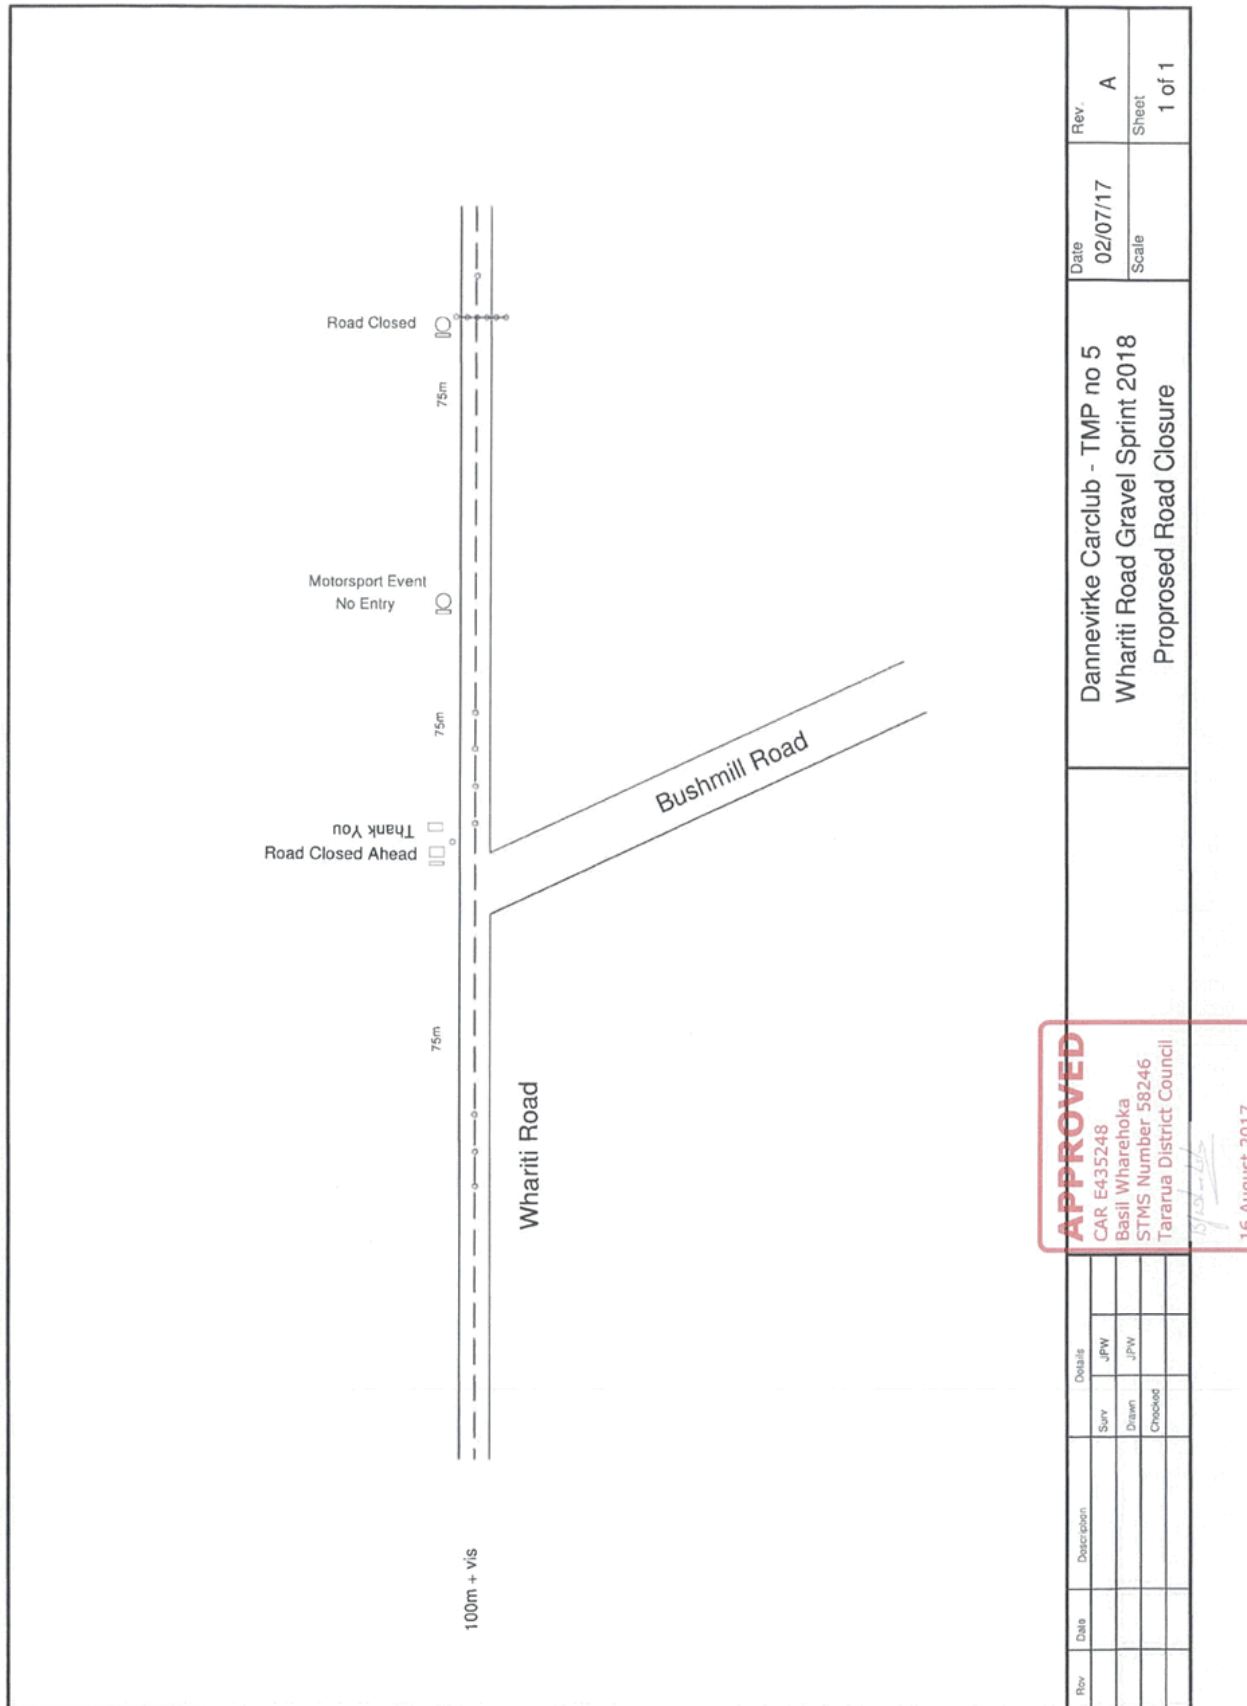 Road Closed
75m
Motorsport Event
No Entry
75m
Thank You
Road Closed Ahead
75m
Bushmill Road
Whariti Road
100m + vis
Dannevirke Carclub - TMP no 5
Whariti Road Gravel Sprint 2018
Proprosed Road Closure
Date
02/07/17
Rev.
A
Scale
Sheet
1 of 1
APPROVED
CAR E435248
Basil Wharehoka
STMS Number 58246
Tararua District Council
16 August 2017
Rev
Date
Description
Details
Surv
JPW
Drawn
JPW
Checked